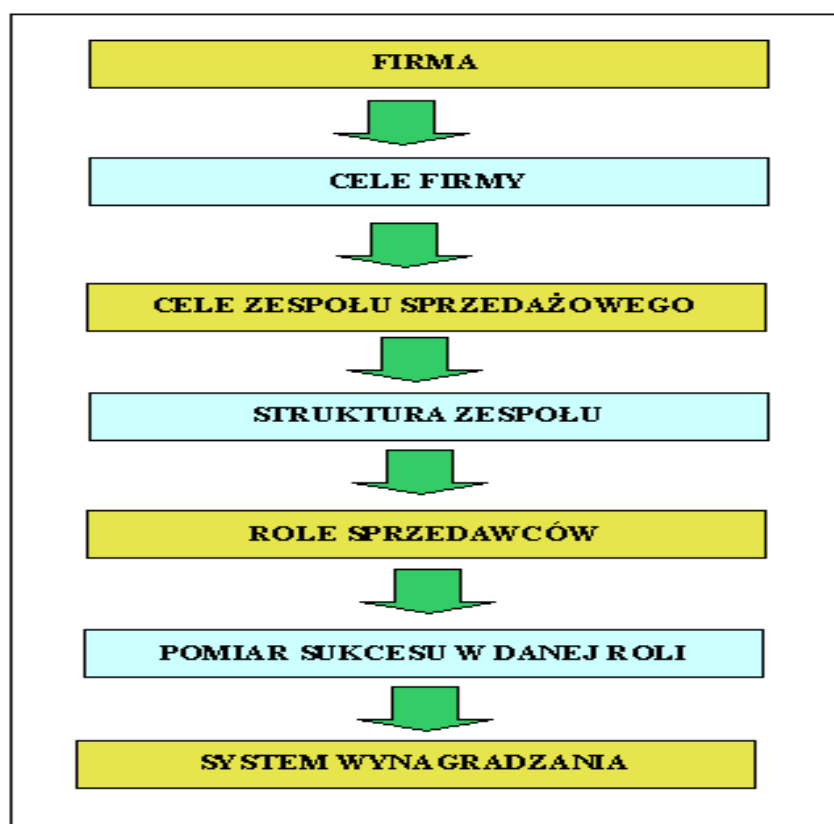 FIRMA
CELE FIRMY
CELE ZESPOŁU SPRZEDAŻOWEGO
STRUKTURA ZESPOŁU
ROLE SPRZEDAWCÓW
POMIAR SUKCESU W DANEJ ROLI
SYSTEM WYNAGRADZANIA